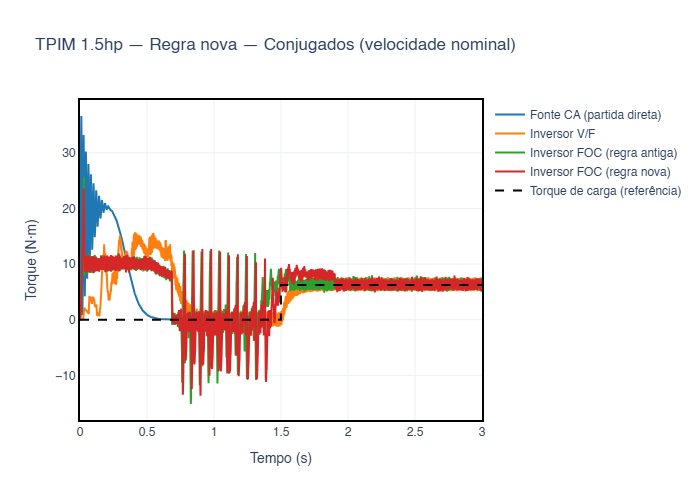 TPIM 1.5hp — Regra nova — Conjugados (velocidade nominal)
Fonte CA (partida direta)
Inversor V/F
Inversor FOC (regra antiga)
Inversor FOC (regra nova)
Torque de carga (referência)
Torque (N·m)
30
20
10
0
−10
0
0.5
1
1.5
2
2.5
3
Tempo (s)